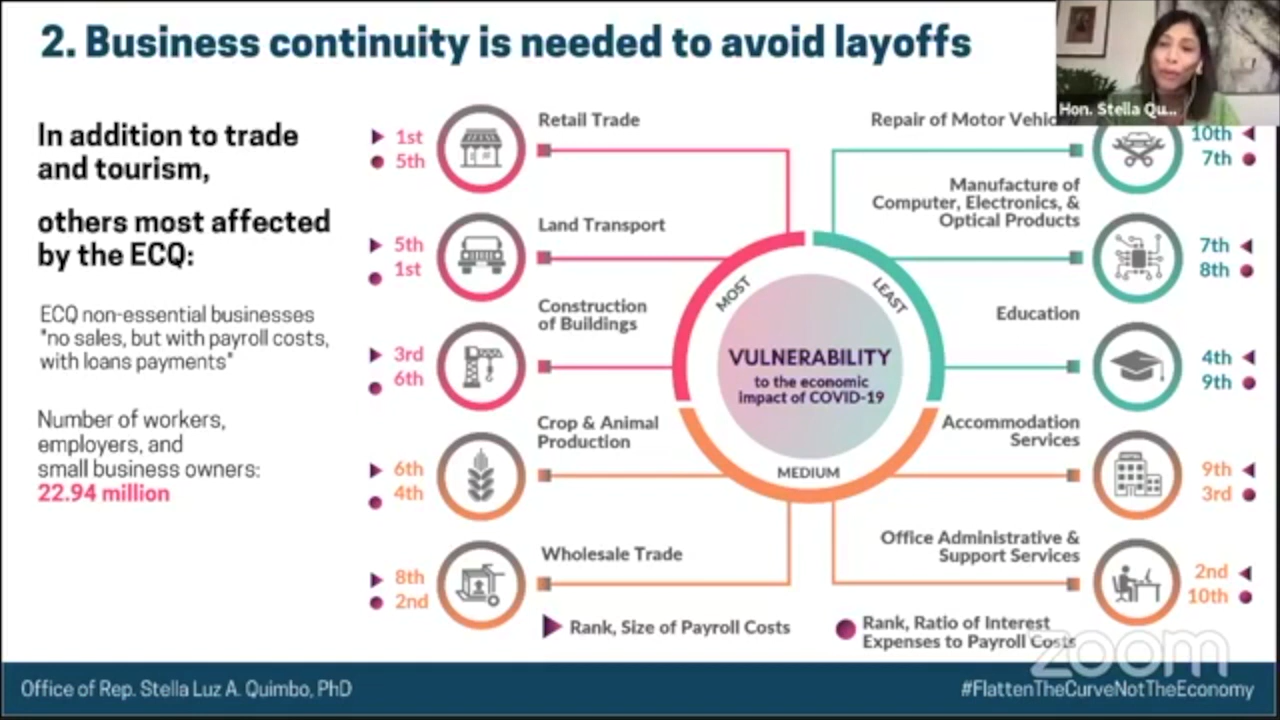 2. Business continuity is needed to avoid layoffs
Hon. Stella Qu...
In addition to trade
and tourism,
others most affected
by the ECQ:
ECQ non-essential businesses
"no sales, but with payroll costs,
with loans payments"
Number of workers,
employers, and
small business owners:
22.94 million
1st
5th
Retail Trade
5th
1st
Land Transport
3rd
6th
Construction
of Buildings
6th
4th
Crop & Animal
Production
8th
2nd
Wholesale Trade
MOST
LEAST
MEDIUM
VULNERABILITY
to the economic
impact of COVID-19
Repair of Motor
10th
7th
Manufacture of
Computer, Electronics, &
Optical Products
7th
8th
Education
4th
9th
Accommodation
Services
9th
3rd
Office Administrative &
Support Services
2nd
10th
Rank, Size of Payroll Costs
Rank, Ratio of Interest
Expenses to Payroll Costs
zoom
Office of Rep. Stella Luz A. Quimbo, PhD
#FlattenTheCurveNotTheEconomy